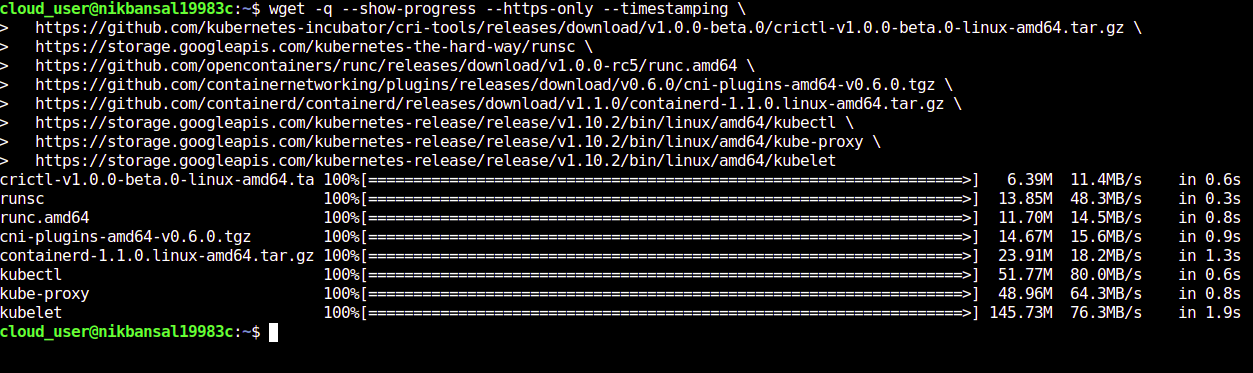 cloud_user@nikbansal19983c:~$ wget -q --show-progress --https-only --timestamping \
>   https://github.com/kubernetes-incubator/cri-tools/releases/download/v1.0.0-beta.0/crictl-v1.0.0-beta.0-linux-amd64.tar.gz \
>   https://storage.googleapis.com/kubernetes-the-hard-way/runsc \
>   https://github.com/opencontainers/runc/releases/download/v1.0.0-rc5/runc.amd64 \
>   https://github.com/containernetworking/plugins/releases/download/v0.6.0/cni-plugins-amd64-v0.6.0.tgz \
>   https://github.com/containerd/containerd/releases/download/v1.1.0/containerd-1.1.0.linux-amd64.tar.gz \
>   https://storage.googleapis.com/kubernetes-release/release/v1.10.2/bin/linux/amd64/kubectl \
>   https://storage.googleapis.com/kubernetes-release/release/v1.10.2/bin/linux/amd64/kube-proxy \
>   https://storage.googleapis.com/kubernetes-release/release/v1.10.2/bin/linux/amd64/kubelet
crictl-v1.0.0-beta.0-linux-amd64.ta 100%[==================================================================>]   6.39M  11.4MB/s    in 0.6s
runsc                               100%[==================================================================>]  13.85M  48.3MB/s    in 0.3s
runc.amd64                          100%[==================================================================>]  11.70M  14.5MB/s    in 0.8s
cni-plugins-amd64-v0.6.0.tgz        100%[==================================================================>]  14.67M  15.6MB/s    in 0.9s
containerd-1.1.0.linux-amd64.tar.gz 100%[==================================================================>]  23.91M  18.2MB/s    in 1.3s
kubectl                             100%[==================================================================>]  51.77M  80.0MB/s    in 0.6s
kube-proxy                          100%[==================================================================>]  48.96M  64.3MB/s    in 0.8s
kubelet                             100%[==================================================================>] 145.73M  76.3MB/s    in 1.9s
cloud_user@nikbansal19983c:~$